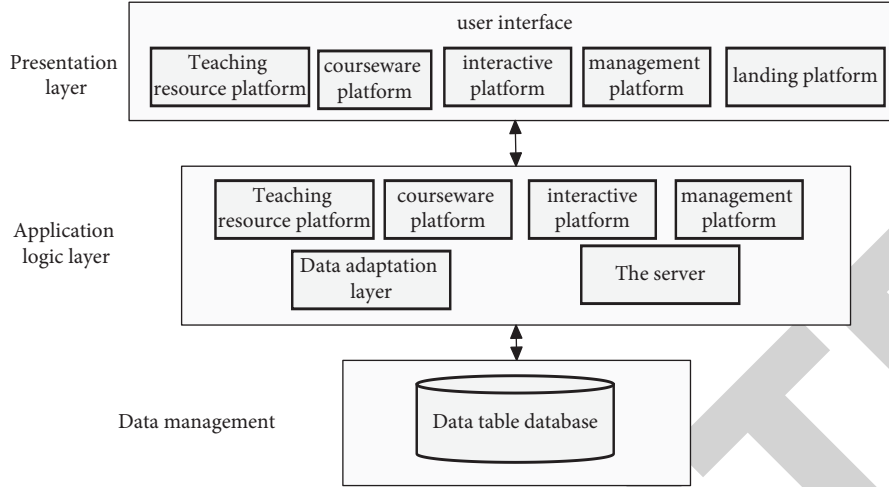 user interface
Presentation
layer
Teaching
resource platform
courseware
platform
interactive
platform
management
platform
landing platform
Application
logic layer
Teaching
resource platform
courseware
platform
interactive
platform
management
platform
Data adaptation
layer
The server
Data management
Data table database